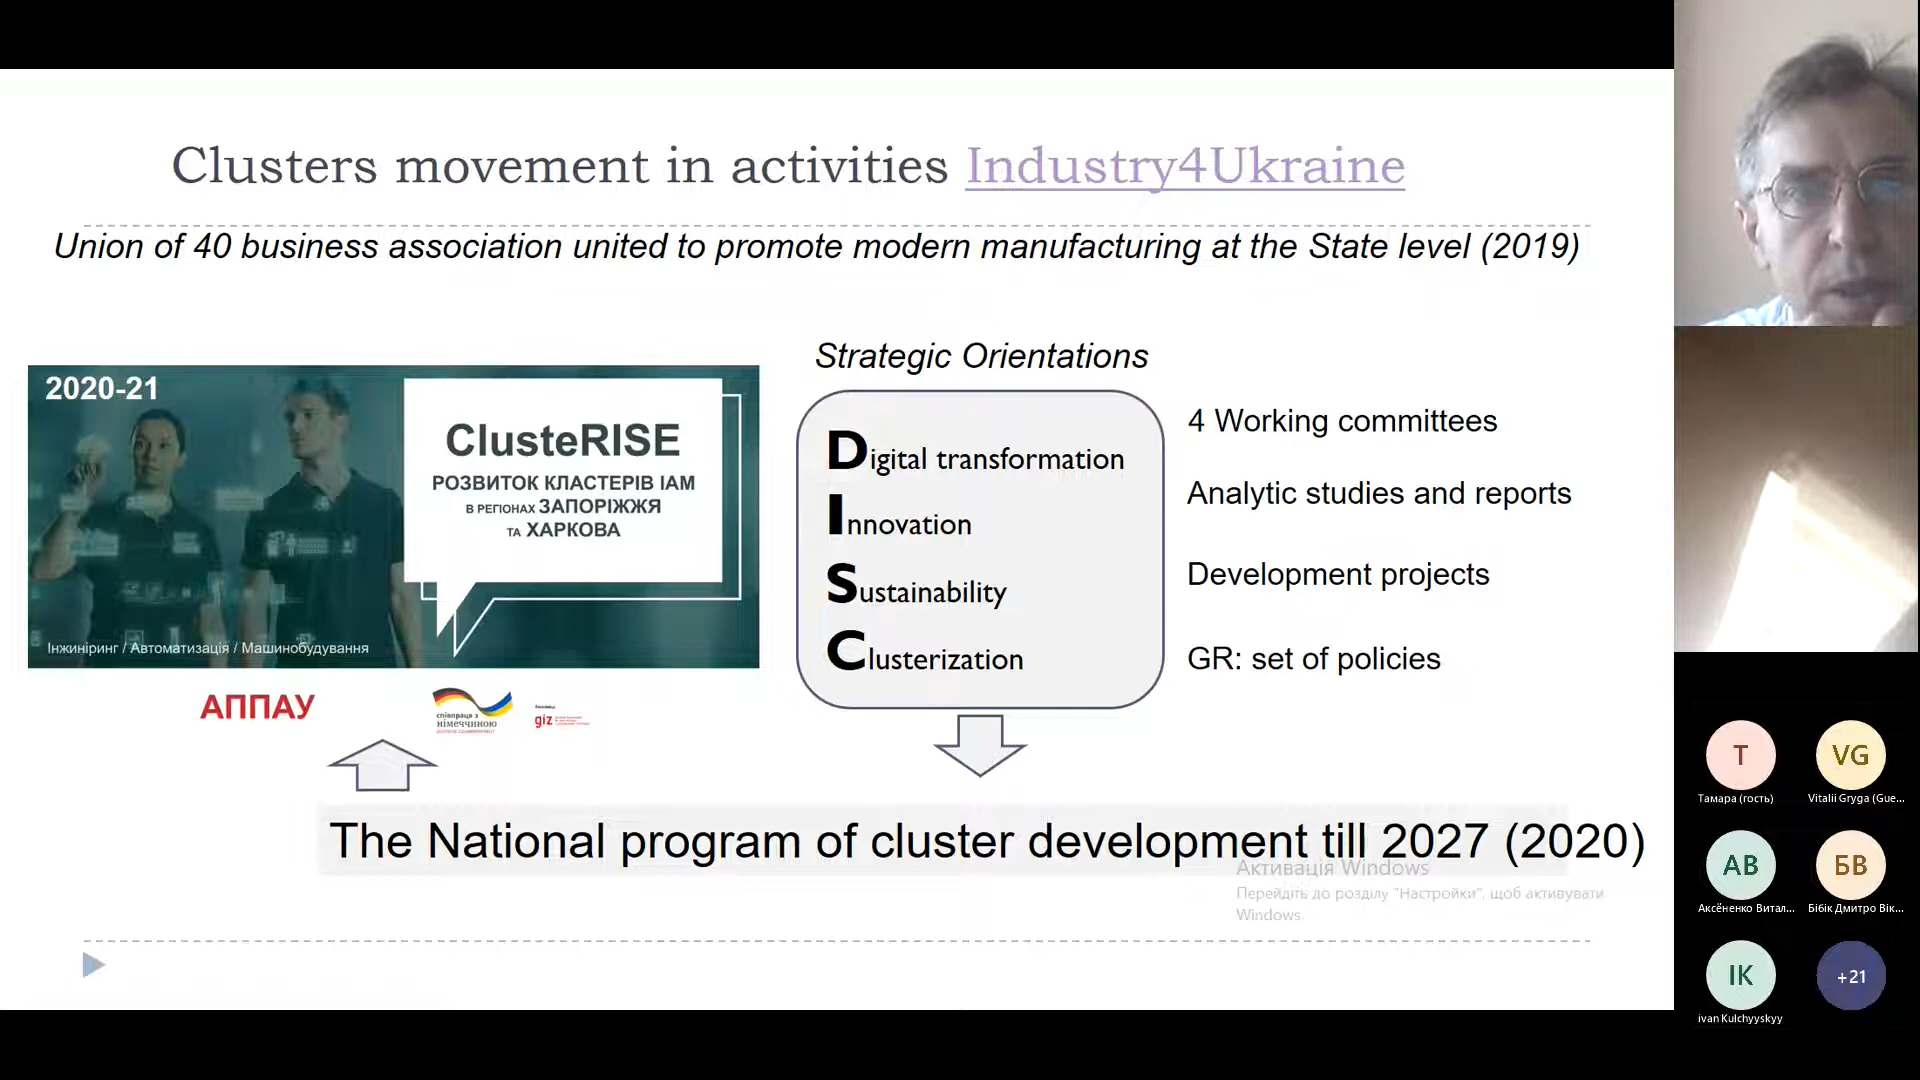 Clusters movement in activities Industry4Ukraine
Union of 40 business association united to promote modern manufacturing at the State level (2019)
2020-21
ClusteRISE
РОЗВИТОК КЛАСТЕРІВ ІАМ
В РЕГІОНАХ ЗАПОРІЖЖЯ
ТА ХАРКОВА
Інжиніринг / Автоматизація / Машинобудування
АППАУ
співпраця з
німеччиною
giz
Strategic Orientations
Digital transformation
Innovation
Sustainability
Clusterization
4 Working committees
Analytic studies and reports
Development projects
GR: set of policies
The National program of cluster development till 2027 (2020)
Активація Windows
Перейдіть до розділу "Настройки", щоб активувати
Windows.
T
Тамара (гость)
VG
Vitalii Gryga (Gue...
АВ
Аксёненко Витал...
БВ
Бібік Дмитро Вік...
IK
ivan Kulchyyskyy
+21